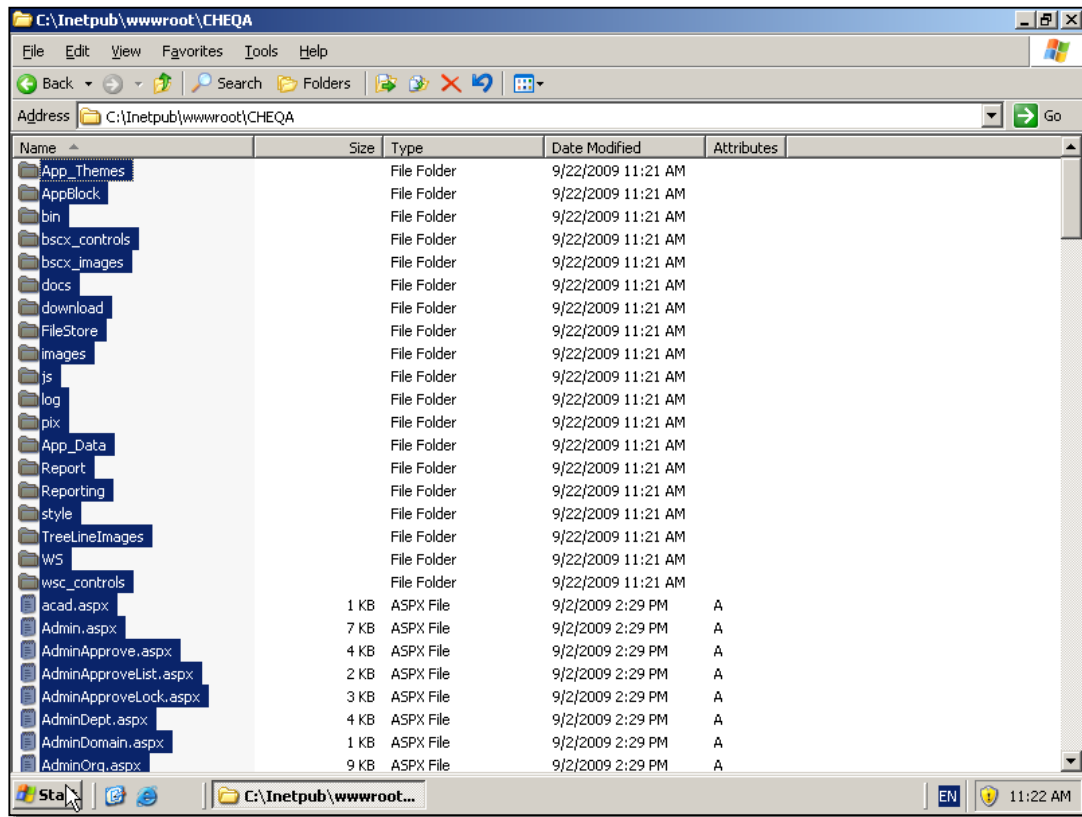 C:\Inetpub\wwwroot\CHEQA
File Edit View Favorites Tools Help
Back Search Folders
Address C:\Inetpub\wwwroot\CHEQA Go
Name Size Type Date Modified Attributes
App_Themes File Folder 9/22/2009 11:21 AM
AppBlock File Folder 9/22/2009 11:21 AM
bin File Folder 9/22/2009 11:21 AM
bscx_controls File Folder 9/22/2009 11:21 AM
bscx_images File Folder 9/22/2009 11:21 AM
docs File Folder 9/22/2009 11:21 AM
download File Folder 9/22/2009 11:21 AM
FileStore File Folder 9/22/2009 11:21 AM
images File Folder 9/22/2009 11:21 AM
js File Folder 9/22/2009 11:21 AM
log File Folder 9/22/2009 11:21 AM
pix File Folder 9/22/2009 11:21 AM
App_Data File Folder 9/22/2009 11:21 AM
Report File Folder 9/22/2009 11:21 AM
Reporting File Folder 9/22/2009 11:21 AM
style File Folder 9/22/2009 11:21 AM
TreeLineImages File Folder 9/22/2009 11:21 AM
WS File Folder 9/22/2009 11:21 AM
wsc_controls File Folder 9/22/2009 11:21 AM
acad.aspx 1 KB ASPX File 9/2/2009 2:29 PM A
Admin.aspx 7 KB ASPX File 9/2/2009 2:29 PM A
AdminApprove.aspx 4 KB ASPX File 9/2/2009 2:29 PM A
AdminApproveList.aspx 2 KB ASPX File 9/2/2009 2:29 PM A
AdminApproveLock.aspx 3 KB ASPX File 9/2/2009 2:29 PM A
AdminDept.aspx 4 KB ASPX File 9/2/2009 2:29 PM A
AdminDomain.aspx 1 KB ASPX File 9/2/2009 2:29 PM A
AdminOrg.aspx 9 KB ASPX File 9/2/2009 2:29 PM A
Sta C:\Inetpub\wwwroot... EN 11:22 AM